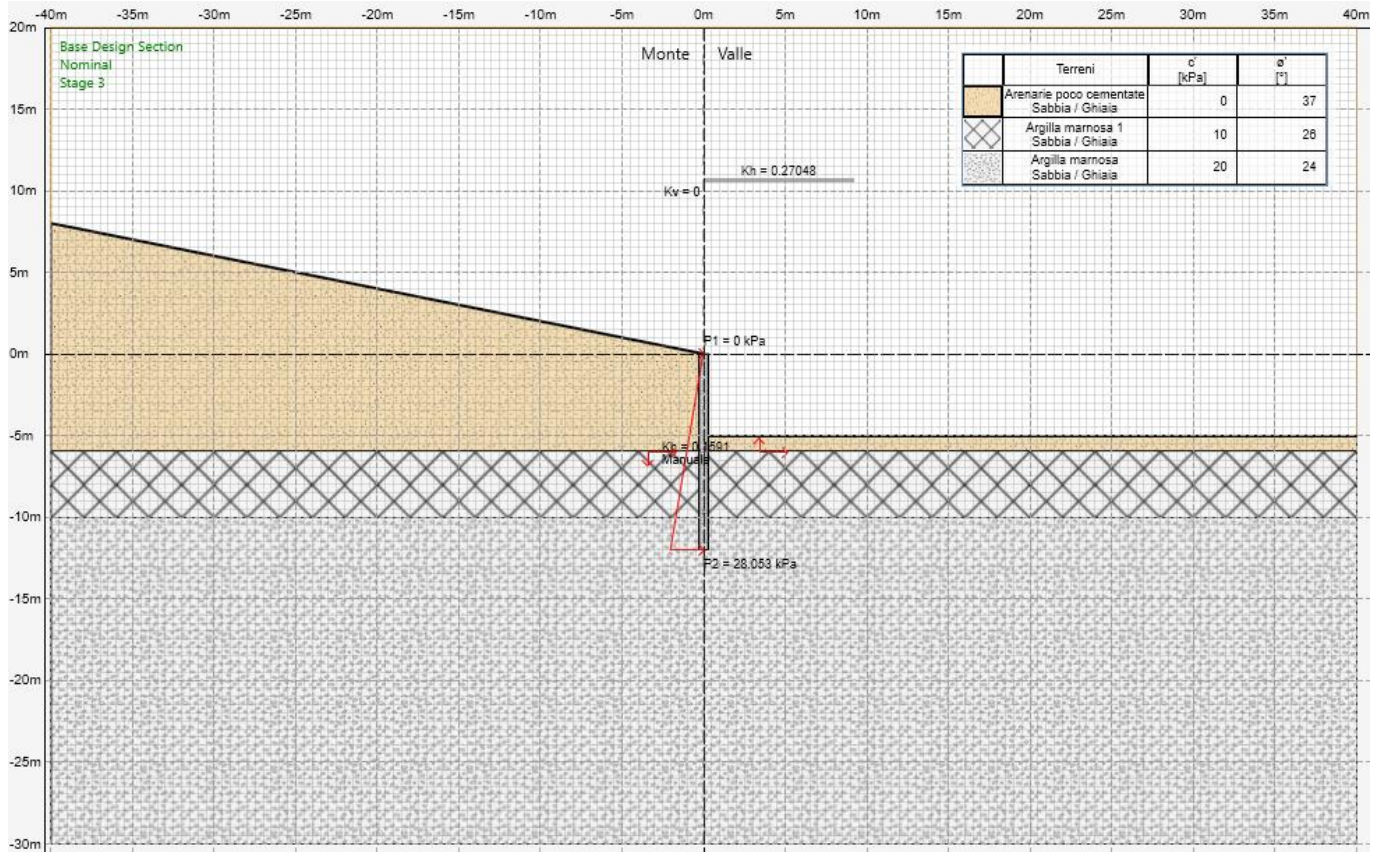 -40m -35m -30m -25m -20m -15m -10m -5m 0m 5m 10m 15m 20m 25m 30m 35m 40m
20m
Base Design Section
Nominal
Stage 3
Monte Valle
Terreni c' [kPa] ø' [°]
Arenarie poco cementate
Sabbia / Ghiaia 0 37
Argilla marnosa 1
Sabbia / Ghiaia 10 26
Argilla marnosa
Sabbia / Ghiaia 20 24
15m
Kh = 0.27048
10m
Kv = 0
5m
P1 = 0 kPa
0m
-5m
Manuale
-10m
P2 = 28.053 kPa
-15m
-20m
-25m
-30m